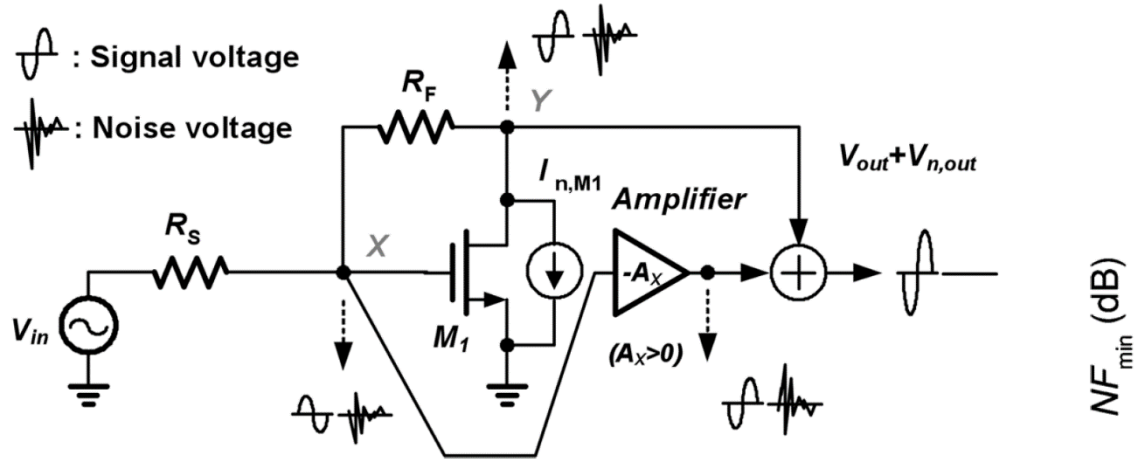 : Signal voltage
: Noise voltage
R_F
Y
V_out+V_n,out
I_n,M1
Amplifier
R_S
X
-A_X
V_in
M_1
(A_X>0)
NF_min (dB)